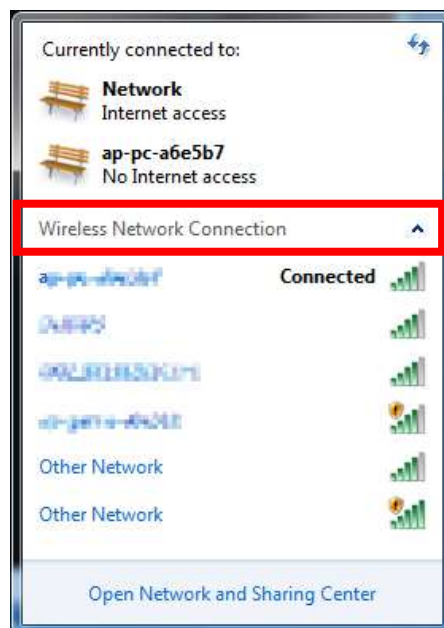 Currently connected to:
Network
Internet access
ap-pc-a6e5b7
No Internet access
Wireless Network Connection
Connected
Other Network
Other Network
Open Network and Sharing Center